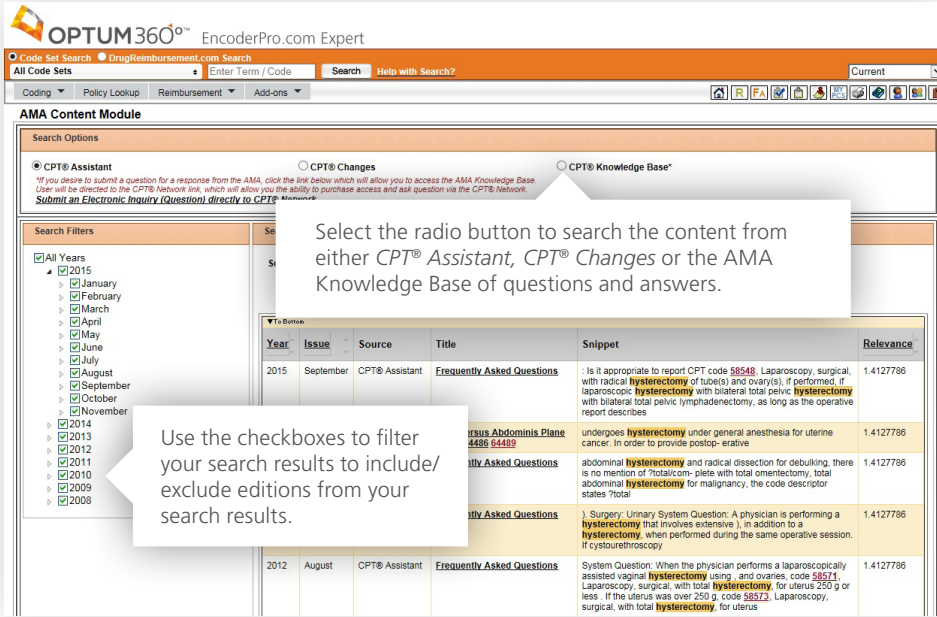 OPTUM360°™ EncoderPro.com Expert
Code Set Search DrugReimbursement.com Search
All Code Sets Enter Term / Code Search Help with Search? Current
Coding Policy Lookup Reimbursement Add-ons
R FA MY PCS
AMA Content Module
Search Options
CPT® Assistant CPT® Changes CPT® Knowledge Base*
*If you desire to submit a question for a response from the AMA, click the link below which will allow you to access the AMA Knowledge Base.
User will be directed to the CPT® Network link, which will allow you the ability to purchase access and ask question via the CPT® Network.
Submit an Electronic Inquiry (Question) directly to CPT® Network
Select the radio button to search the content from
either CPT® Assistant, CPT® Changes or the AMA
Knowledge Base of questions and answers.
Search Filters
All Years
2015
January
February
March
April
May
June
July
August
September
October
November
2014
2013
2012
2011
2010
2009
2008
Use the checkboxes to filter
your search results to include/
exclude editions from your
search results.
▼To Bottom
Year Issue Source Title Snippet Relevance
2015 September CPT® Assistant Frequently Asked Questions : Is it appropriate to report CPT code 58548, Laparoscopy, surgical, 1.4127786
with radical hysterectomy of tube(s) and ovary(s), if performed, if
laparoscopic hysterectomy with bilateral total pelvic hysterectomy
with bilateral total pelvic lymphadenectomy, as long as the operative
report describes
Abdominis Plane undergoes hysterectomy under general anesthesia for uterine 1.4127786
64489 cancer. In order to provide postop- erative
Asked Questions abdominal hysterectomy and radical dissection for debulking, there 1.4127786
is no mention of ?total/com- plete with total omentectomy, total
abdominal hysterectomy for malignancy, the code descriptor
states ?total
Asked Questions ). Surgery: Urinary System Question: A physician is performing a 1.4127786
hysterectomy that involves extensive ), in addition to a
hysterectomy, when performed during the same operative session.
If cystourethroscopy
2012 August CPT® Assistant Frequently Asked Questions System Question: When the physician performs a laparoscopically 1.4127786
assisted vaginal hysterectomy using , and ovaries, code 58571,
Laparoscopy, surgical, with total hysterectomy, for uterus 250 g or
less . If the uterus was over 250 g, code 58573, Laparoscopy,
surgical, with total hysterectomy, for uterus